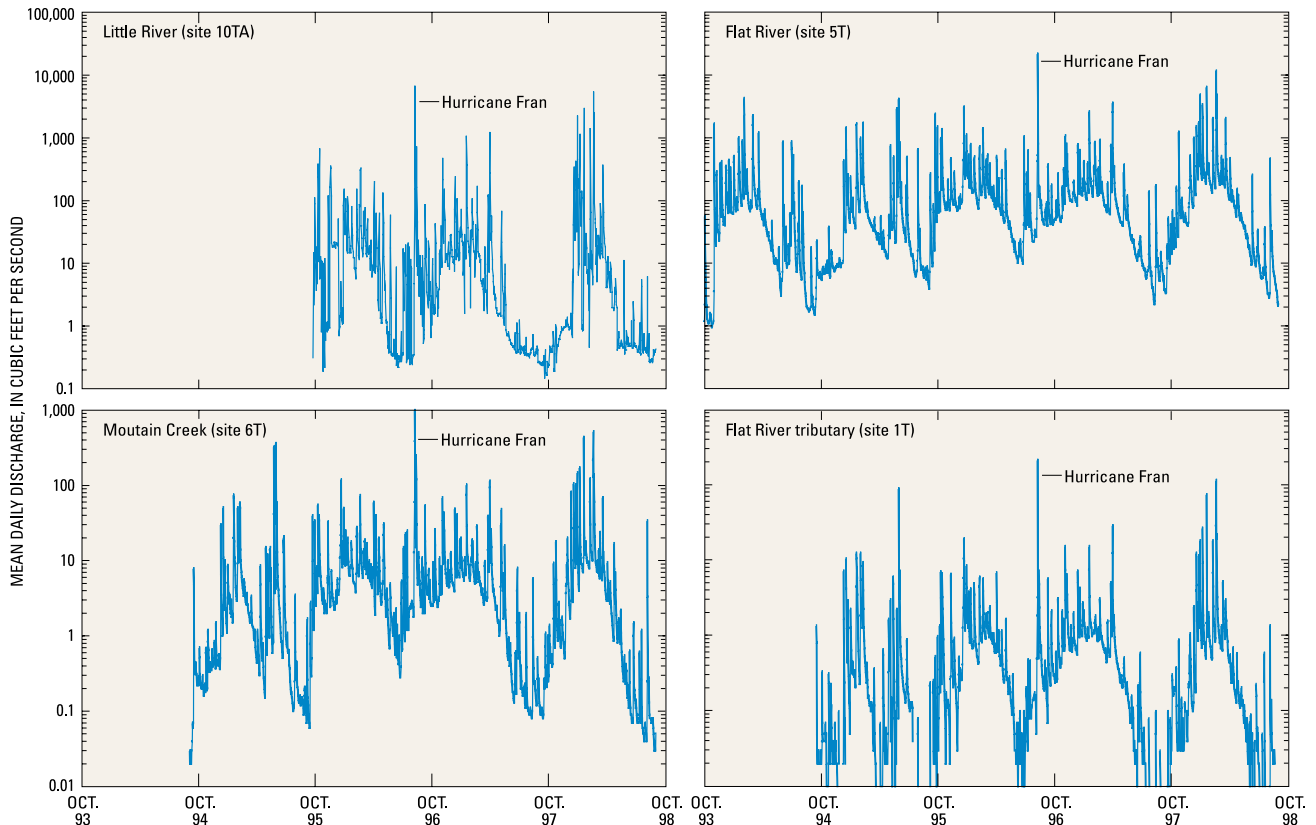 MEAN DAILY DISCHARGE, IN CUBIC FEET PER SECOND
100,000
10,000
1,000
100
10
1
0.1
Little River (site 10TA)
Hurricane Fran
Flat River (site 5T)
Hurricane Fran
1,000
100
10
1
0.1
0.01
Moutain Creek (site 6T)
Hurricane Fran
Flat River tributary (site 1T)
Hurricane Fran
OCT. OCT. OCT. OCT. OCT. OCT. OCT. OCT. OCT. OCT. OCT.
93 94 95 96 97 98 93 94 95 96 97 98